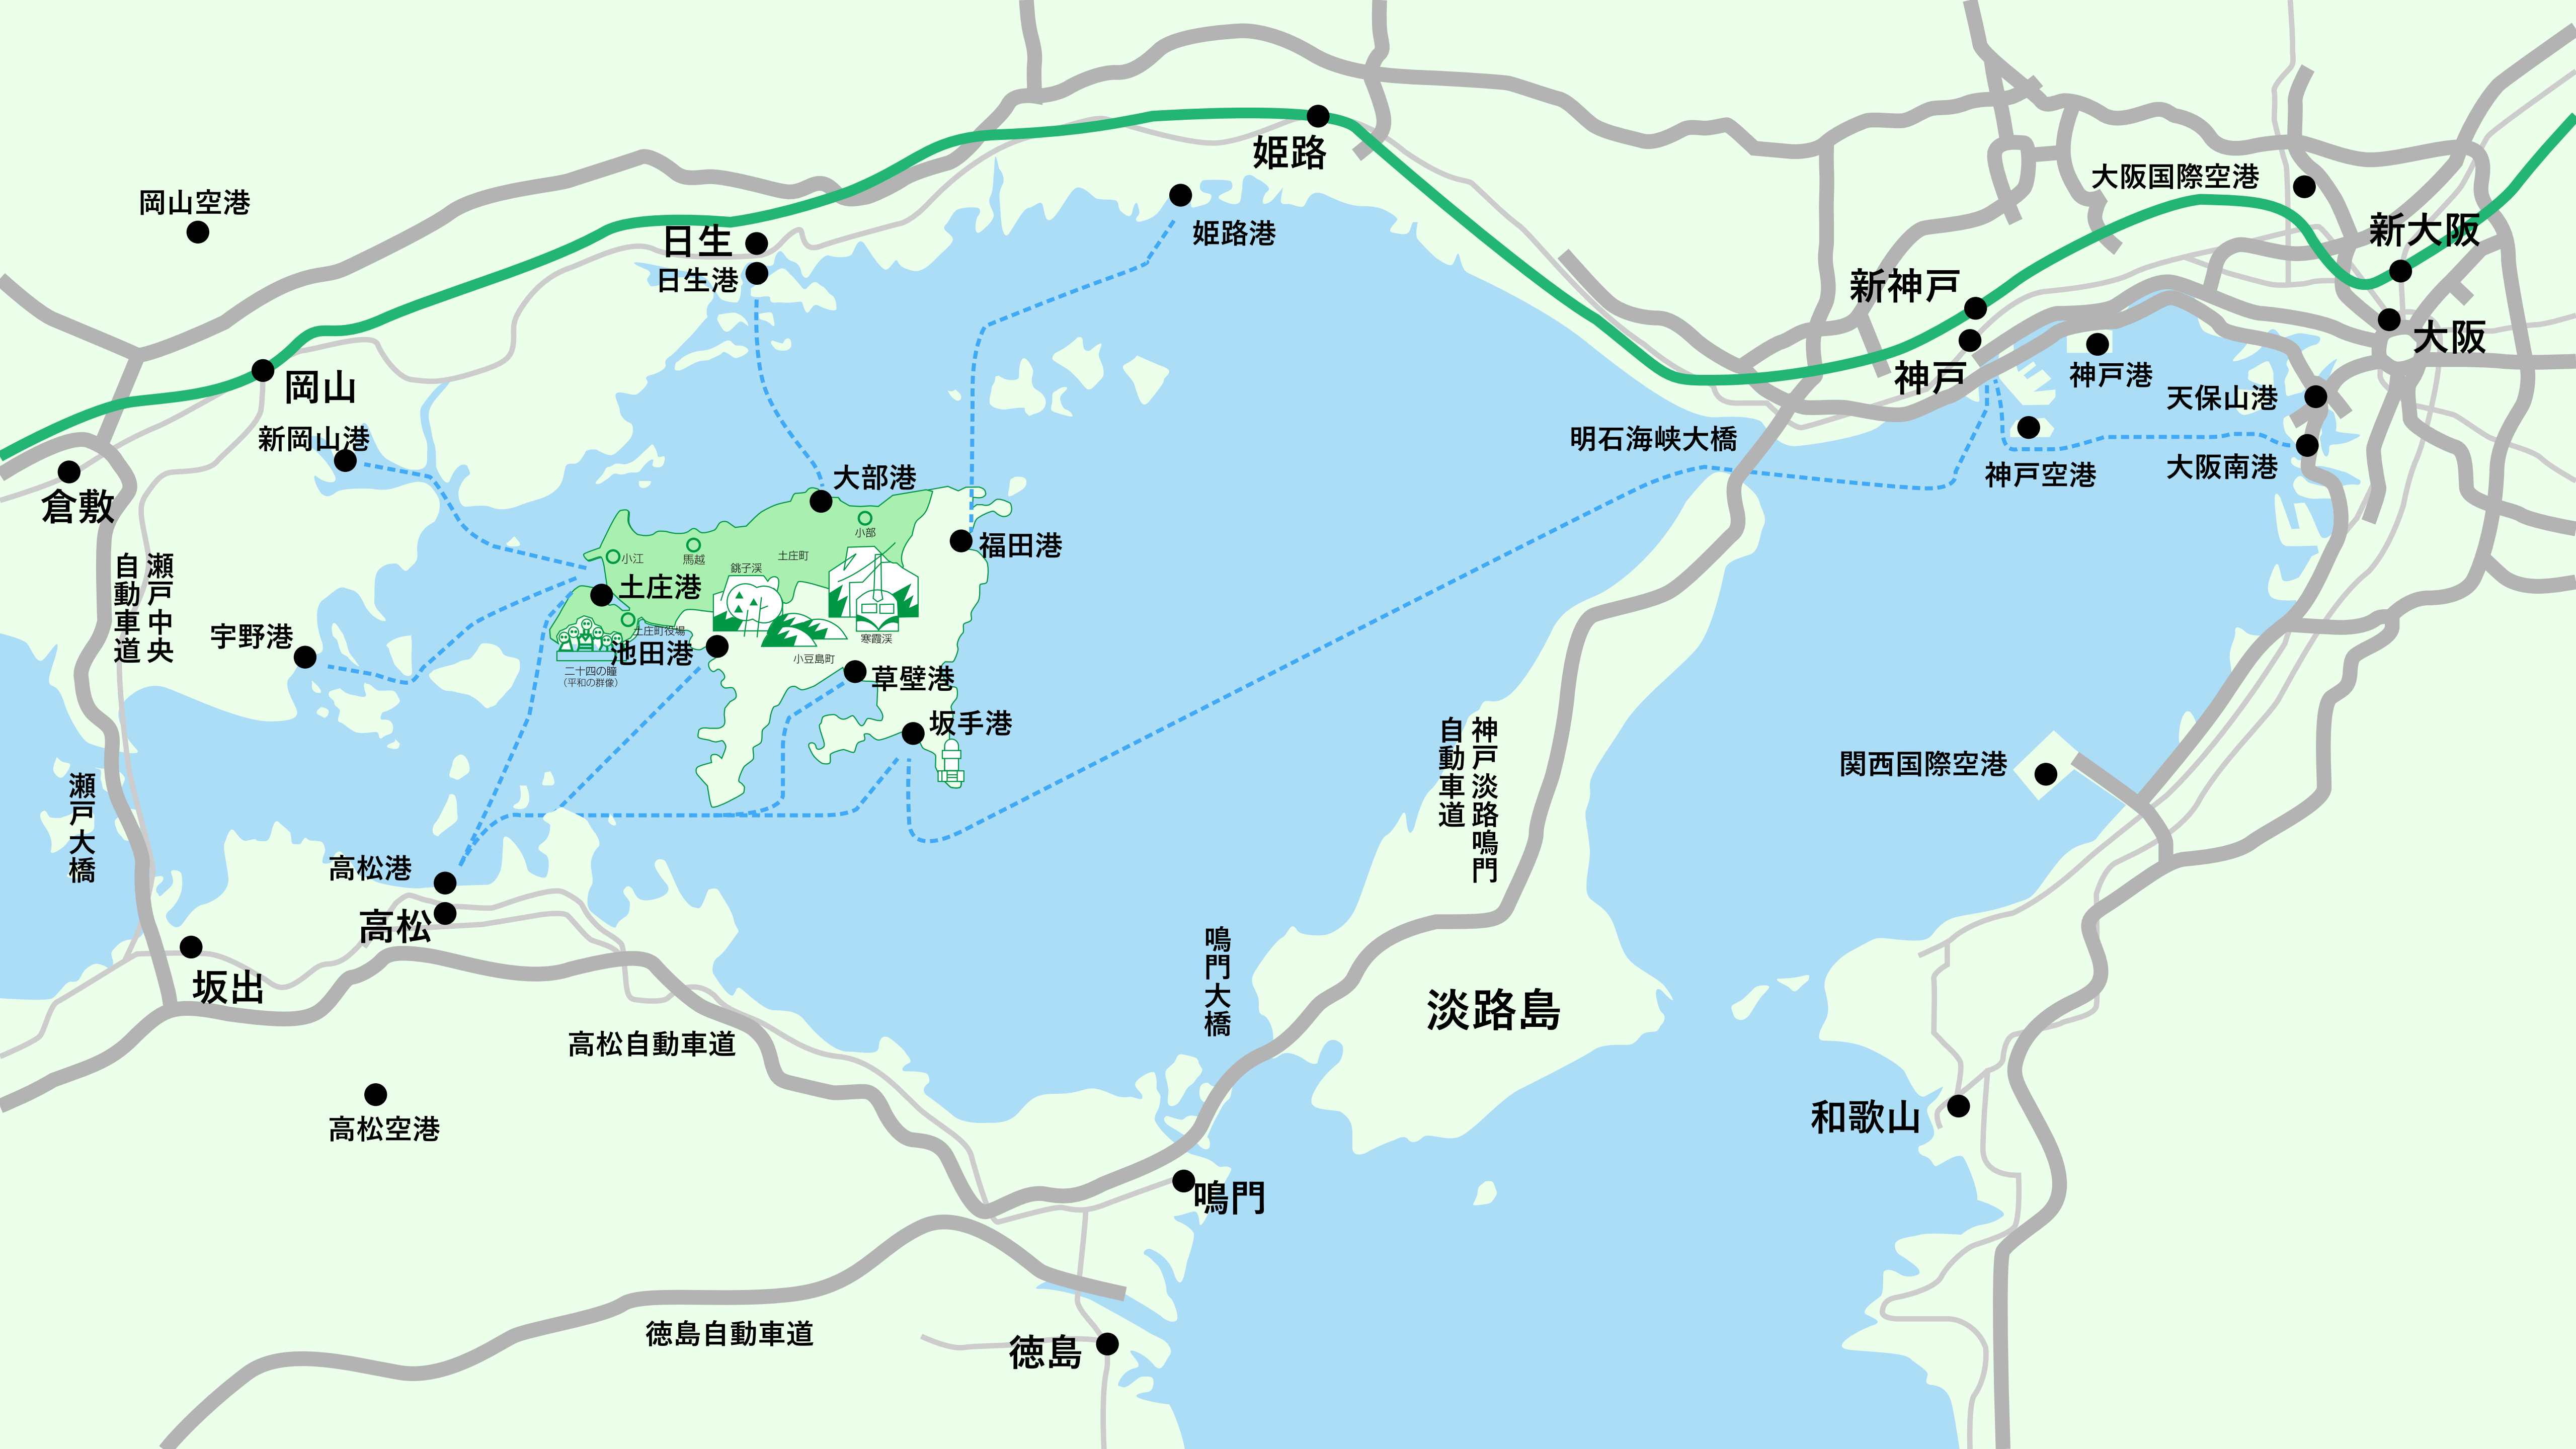 姫路
岡山空港
大阪国際空港
新大阪
姫路港
日生
日生港
新神戸
大阪
神戸
神戸港
岡山
天保山港
新岡山港
明石海峡大橋
大阪南港
神戸空港
倉敷
大部港
小部
福田港
小江
馬越
土庄町
銚子渓
土庄港
瀬戸中央
自動車道
宇野港
土庄町役場
寒霞渓
池田港
小豆島町
二十四の瞳
（平和の群像）
草壁港
坂手港
神戸淡路鳴門
自動車道
関西国際空港
瀬戸大橋
高松港
高松
鳴門大橋
坂出
淡路島
高松自動車道
高松空港
和歌山
鳴門
徳島自動車道
徳島